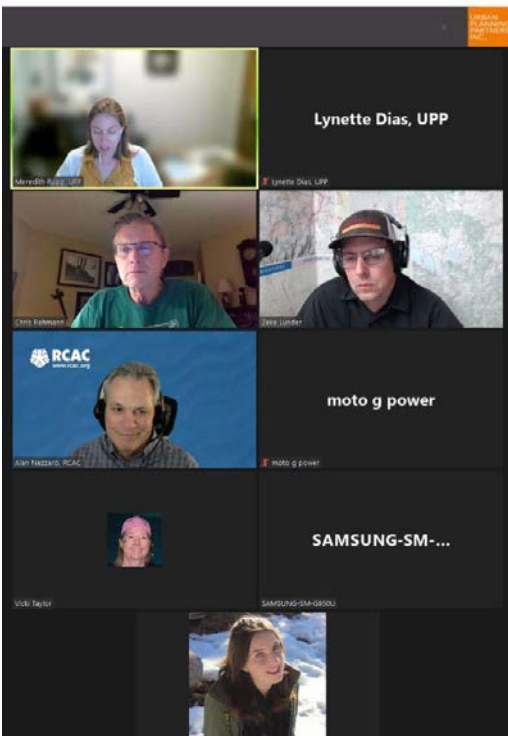 URBAN
PLANNING
PARTNERS
INC.
Meredith Rupp, UPP
Lynette Dias, UPP
Lynette Dias, UPP
Chris Rehmann
Zeke Lunder
RCAC
www.rcac.org
Alan Nazzaro, RCAC
moto g power
moto g power
Vicki Taylor
SAMSUNG-SM-...
SAMSUNG-SM-G950U